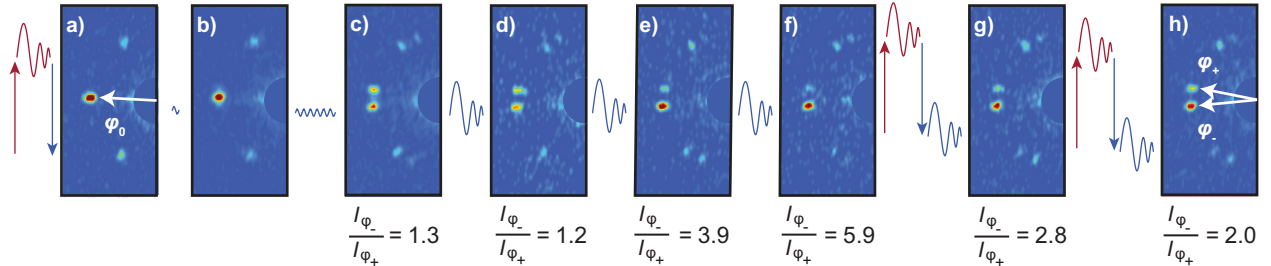 a) b) c) d) e) f) g) h)
φ₀
φ₊
φ₋
Iφ₋/Iφ₊ = 1.3
Iφ₋/Iφ₊ = 1.2
Iφ₋/Iφ₊ = 3.9
Iφ₋/Iφ₊ = 5.9
Iφ₋/Iφ₊ = 2.8
Iφ₋/Iφ₊ = 2.0